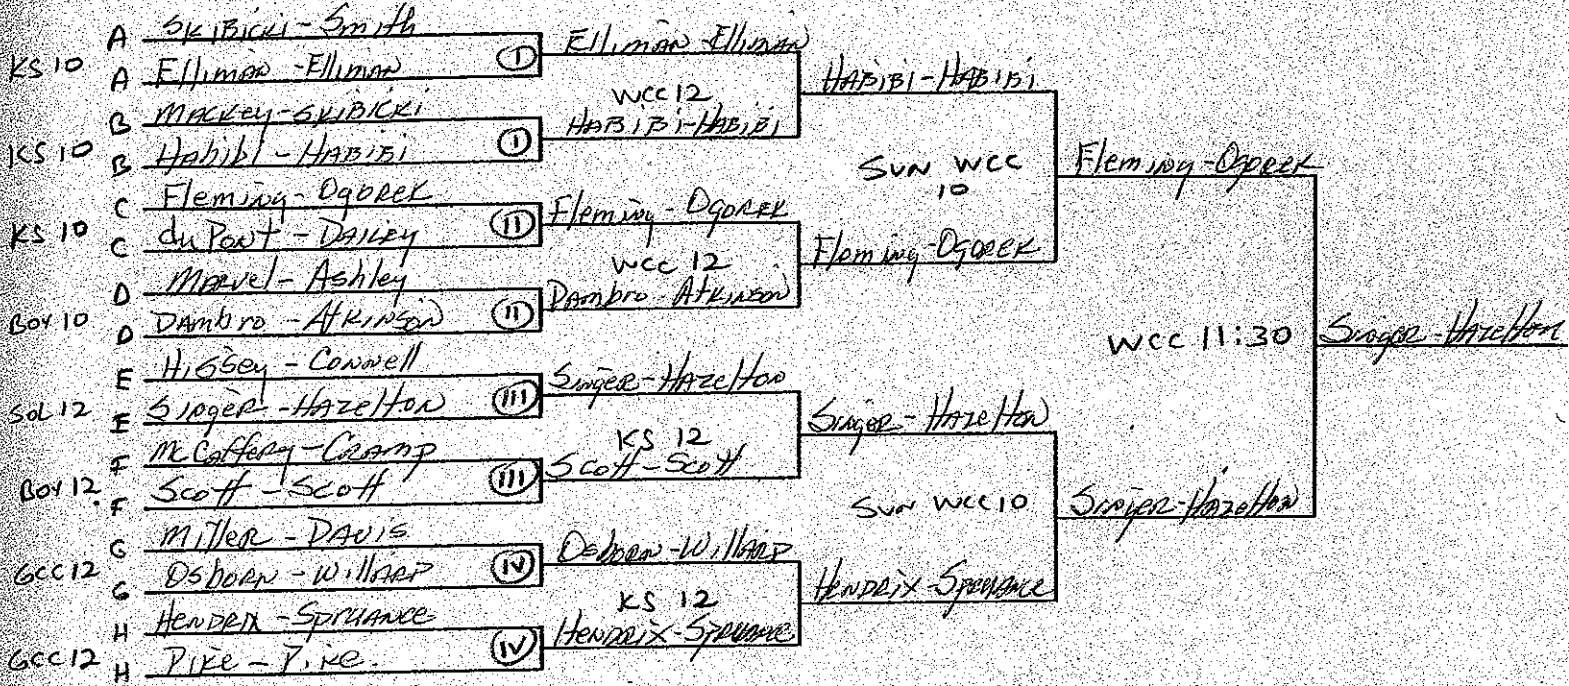 A SKIBICKI-Smith
KS 10
A Elliman-Elliman
I
B Mackey-SKIBICKI
KS 10
B Habibi-HABIBI
I
C Fleming-OgOREK
KS 10
C du Pont-DAILEY
II
D MARVEL-Ashley
BOY 10
D DAmbro-ATKINSON
II
E Hissey-Connell
SOL 12
E SingER-HAZELton
III
F McCaffery-CRAMP
BOY 12
F Scott-Scott
III
G Miller-DAVIS
GCC 12
G OsbORN-WillARD
IV
H HENDRIX-SPRUANCE
GCC 12
H PIKE-PIKE
IV
Elliman-Elliman
WCC 12
HABIBI-HABIBI
Fleming-OgOREK
WCC 12
DAmbro-ATKINSON
SingER-HAZELton
KS 12
Scott-Scott
OsbORN-WillARD
KS 12
HENDRIX-SPRUANCE
HABIBI-HABIBI
SUN WCC
10
Fleming-OgOREK
SingER-HAZELton
SUN WCC 10
HENDRIX-SPRUANCE
Fleming-OgOREK
WCC 11:30
SingER-HAZELton
SingER-HAZELton